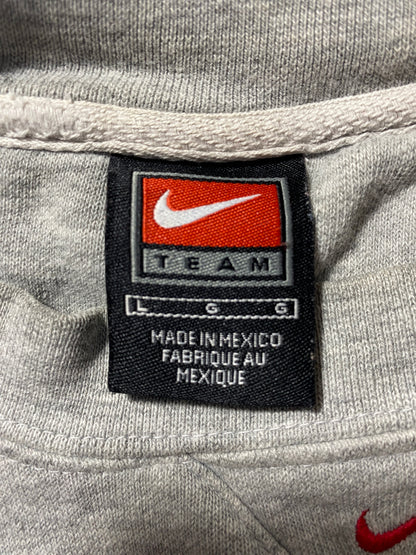 TEAM
L G G
MADE IN MEXICO
FABRIQUE AU
MEXIQUE